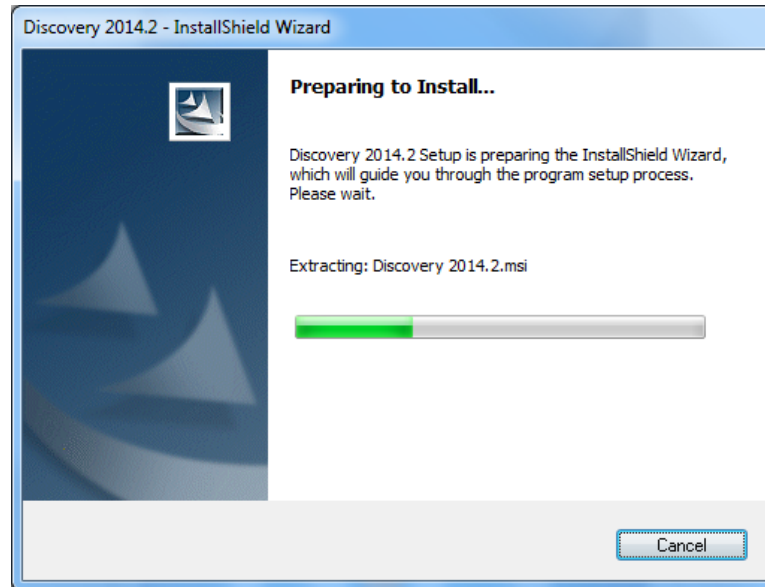 Discovery 2014.2 - InstallShield Wizard
Preparing to Install...
Discovery 2014.2 Setup is preparing the InstallShield Wizard,
which will guide you through the program setup process.
Please wait.
Extracting: Discovery 2014.2.msi
Cancel